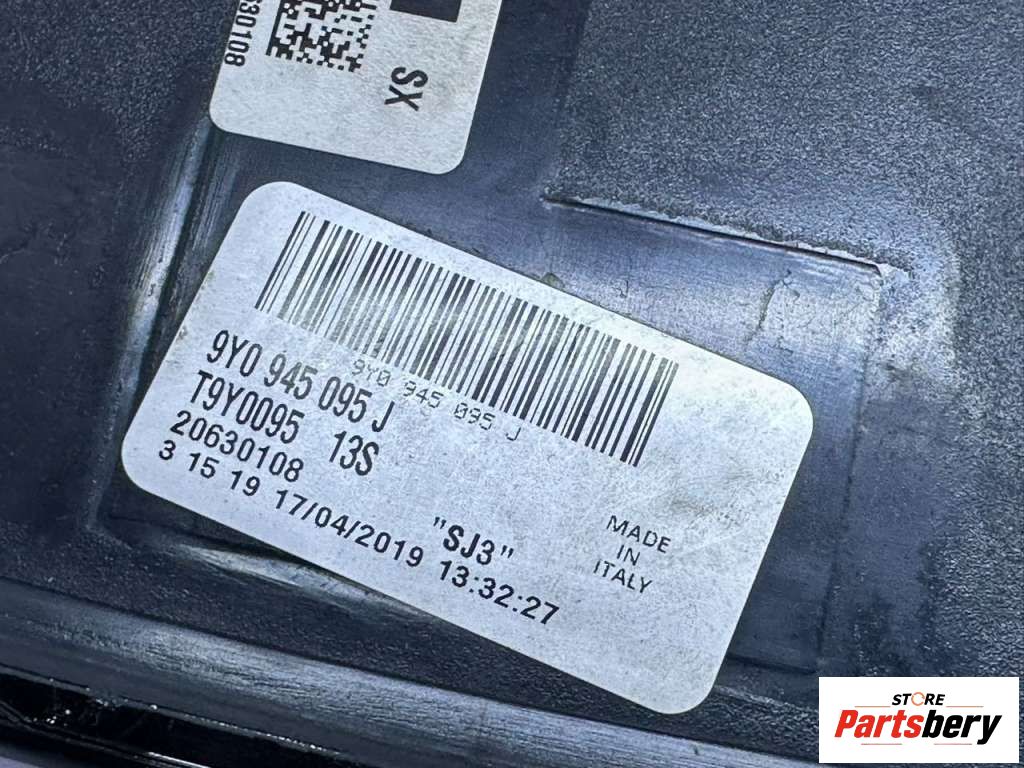 SX
9Y0 945 095 J
9Y0 945 095 J
T9Y0095 13S
20630108
3 15 19 17/04/2019 13:32:27
"SJ3"
MADE
IN
ITALY
STORE
Partsbery